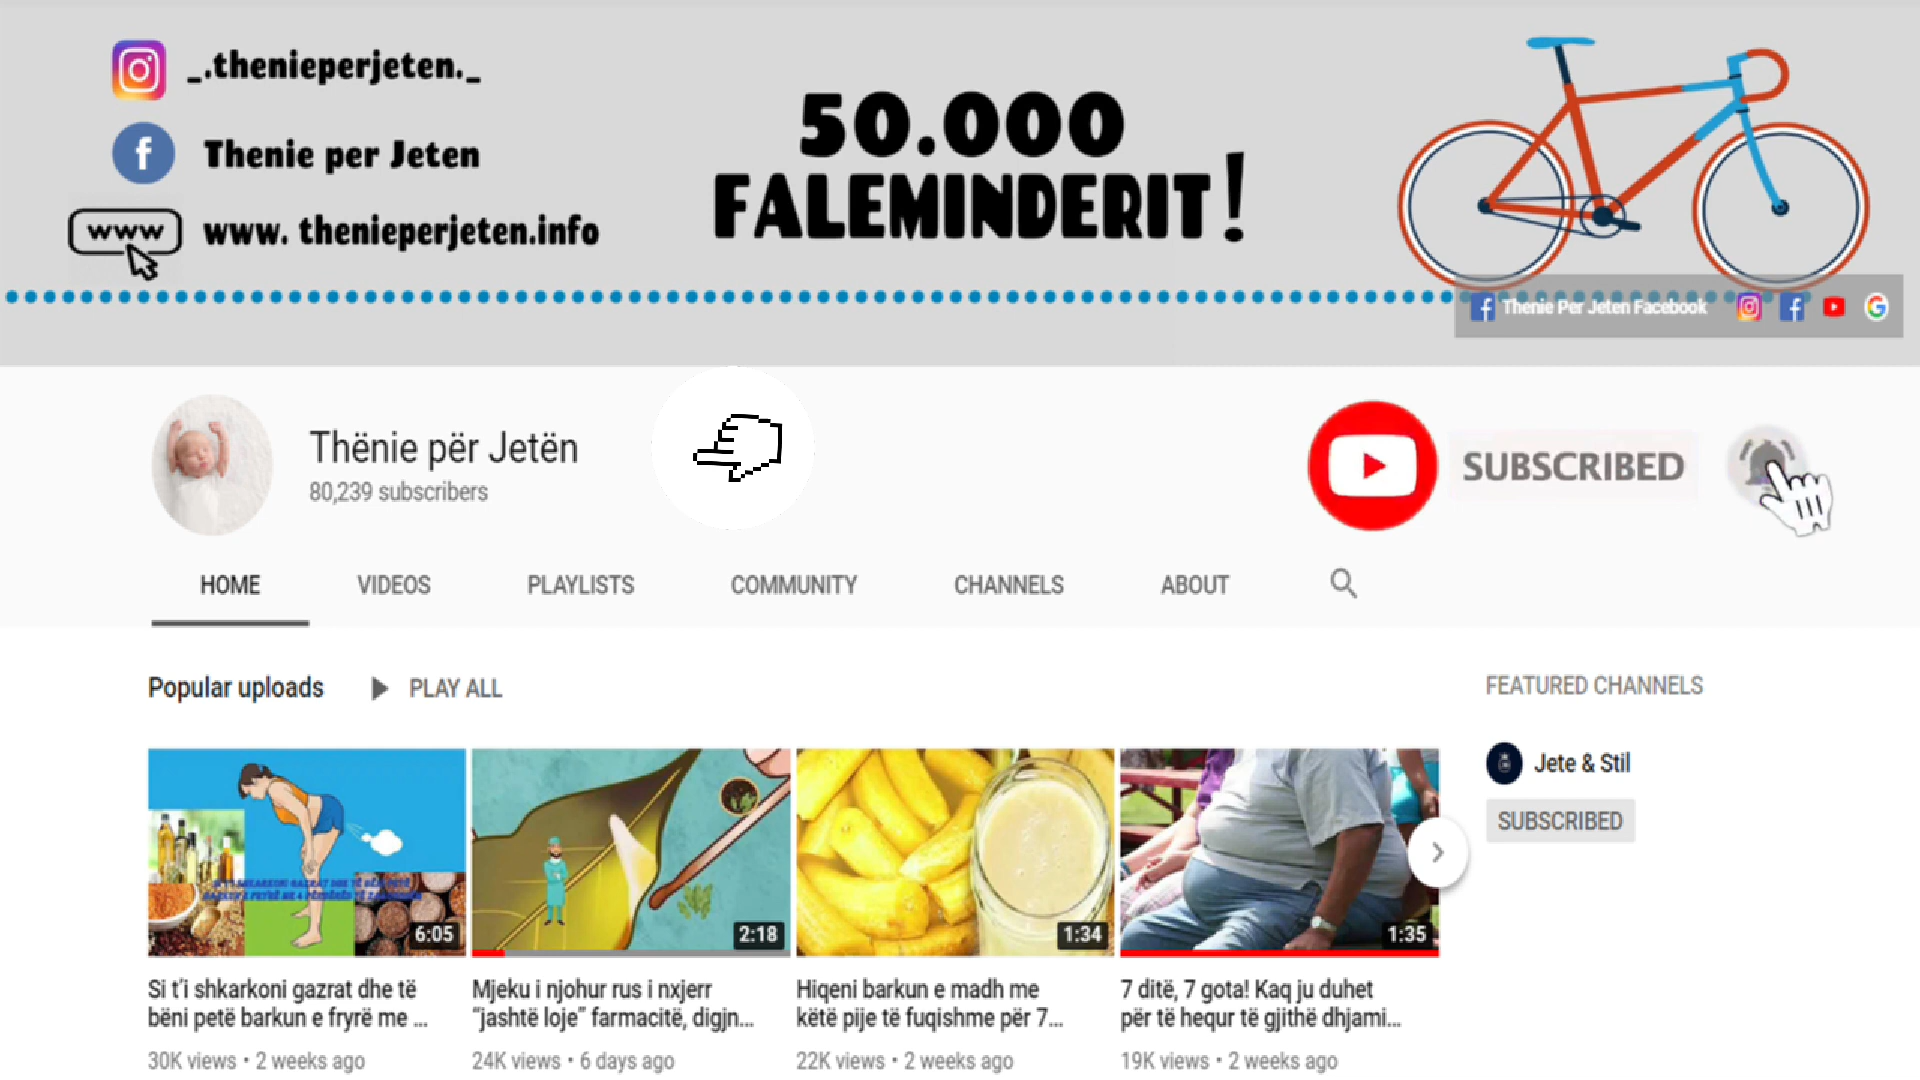 _.thenieperjeten._
Thenie per Jeten
www
www. thenieperjeten.info
50.000
FALEMINDERIT!
Thenie Per Jeten Facebook
Thënie për Jetën
80,239 subscribers
SUBSCRIBED
HOME VIDEOS PLAYLISTS COMMUNITY CHANNELS ABOUT
Popular uploads PLAY ALL
6:05
Si t'i shkarkoni gazrat dhe të
bëni petë barkun e fryrë me ...
30K views • 2 weeks ago
2:18
Mjeku i njohur rus i nxjerr
"jashtë loje" farmacitë, digjn...
24K views • 6 days ago
1:34
Hiqeni barkun e madh me
këtë pije të fuqishme për 7...
22K views • 2 weeks ago
1:35
7 ditë, 7 gota! Kaq ju duhet
për të hequr të gjithë dhjami...
19K views • 2 weeks ago
FEATURED CHANNELS
Jete & Stil
SUBSCRIBED